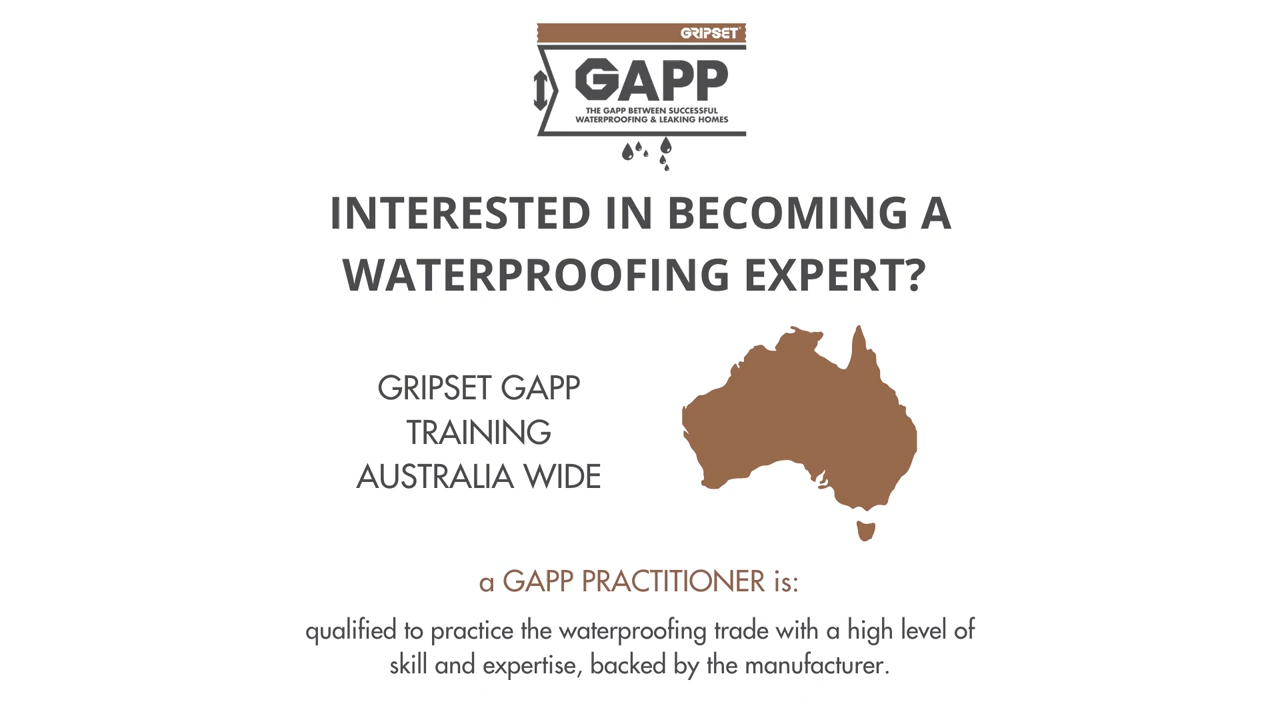 GRIPSET
GAPP
THE GAPP BETWEEN SUCCESSFUL
WATERPROOFING & LEAKING HOMES
INTERESTED IN BECOMING A
WATERPROOFING EXPERT?
GRIPSET GAPP
TRAINING
AUSTRALIA WIDE
a GAPP PRACTITIONER is:
qualified to practice the waterproofing trade with a high level of
skill and expertise, backed by the manufacturer.